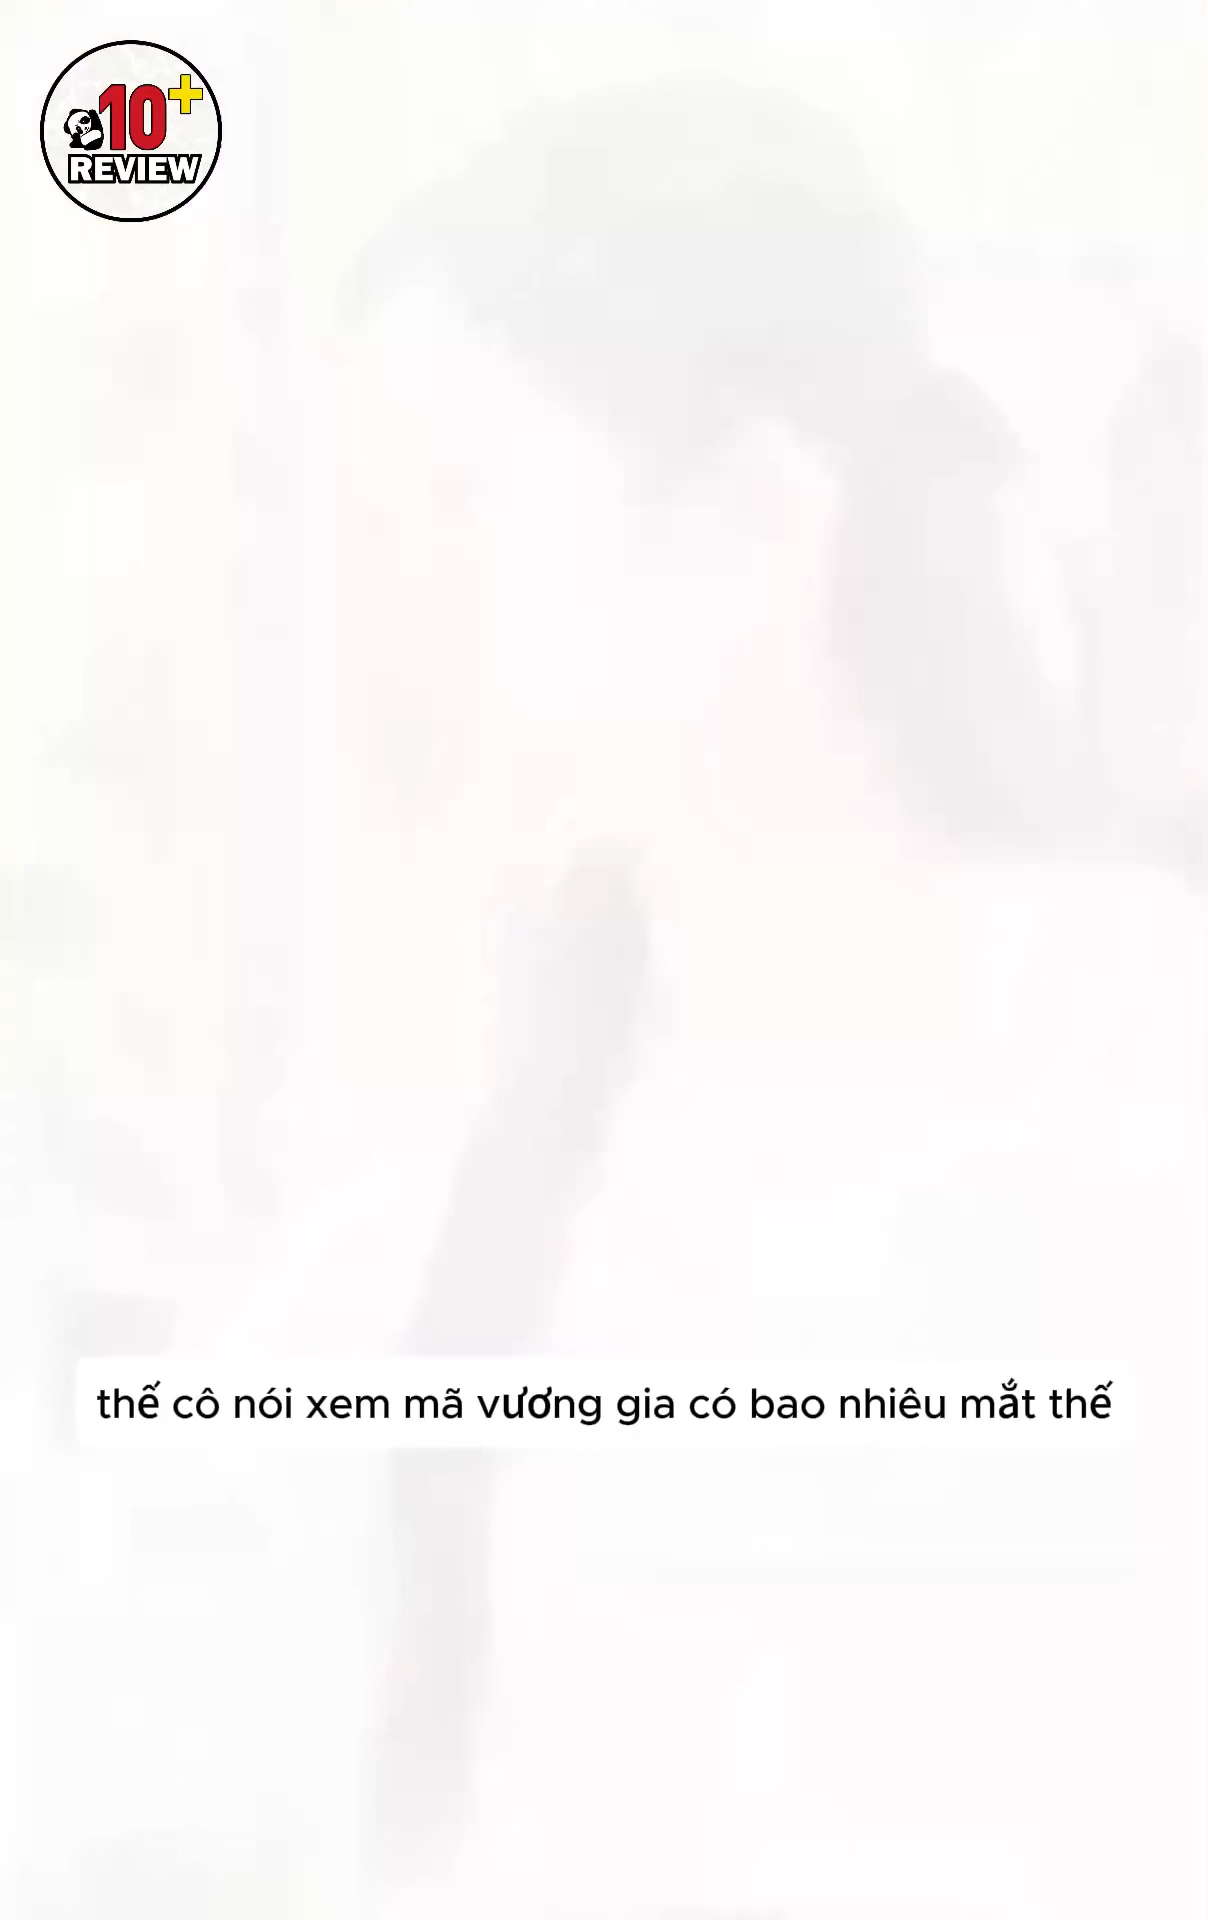 10+
REVIEW
thế cô nói xem mã vương gia có bao nhiêu mắt thế